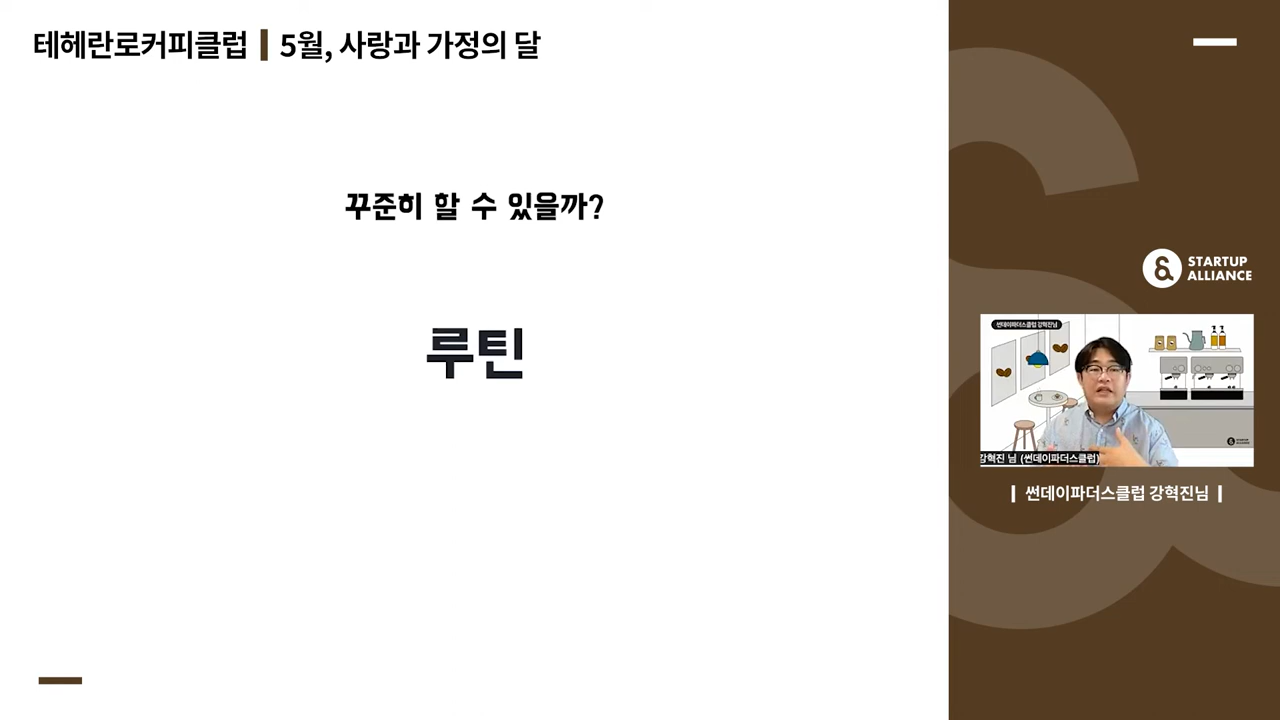 테헤란로커피클럽 | 5월, 사랑과 가정의 달
꾸준히 할 수 있을까?
루틴
STARTUP
ALLIANCE
썬데이파더스클럽 강혁진님
STARTUP
ALLIANCE
강혁진 님 (썬데이파더스클럽)
| 썬데이파더스클럽 강혁진님 |